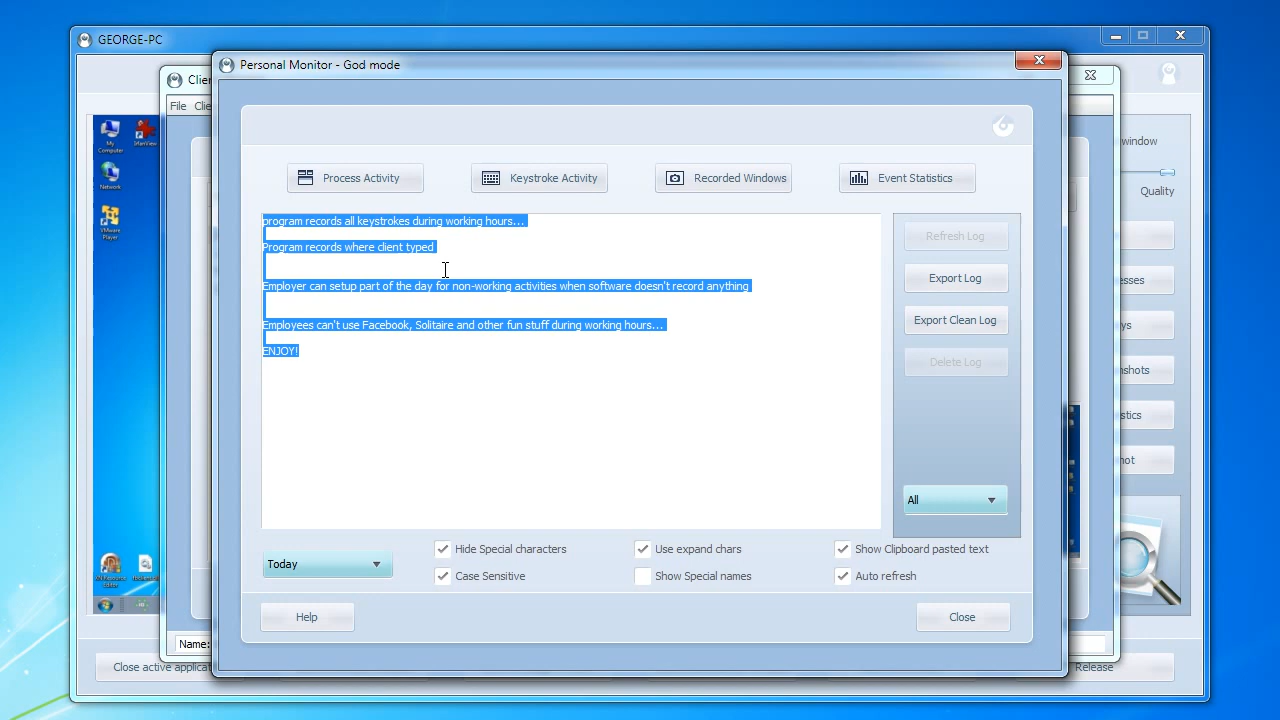 GEORGE-PC
Personal Monitor - God mode
File
window
My Computer
Network
VMware Player
Process Activity
Keystroke Activity
Recorded Windows
Event Statistics
Quality
program records all keystrokes during working hours...
Program records where client typed
Employer can setup part of the day for non-working activities when software doesn't record anything
Employees can't use Facebook, Solitaire and other fun stuff during working hours...
ENJOY!
Refresh Log
Export Log
Export Clean Log
Delete Log
All
Today
Hide Special characters
Use expand chars
Show Clipboard pasted text
Case Sensitive
Show Special names
Auto refresh
Help
Close
Name:
Close active
Release